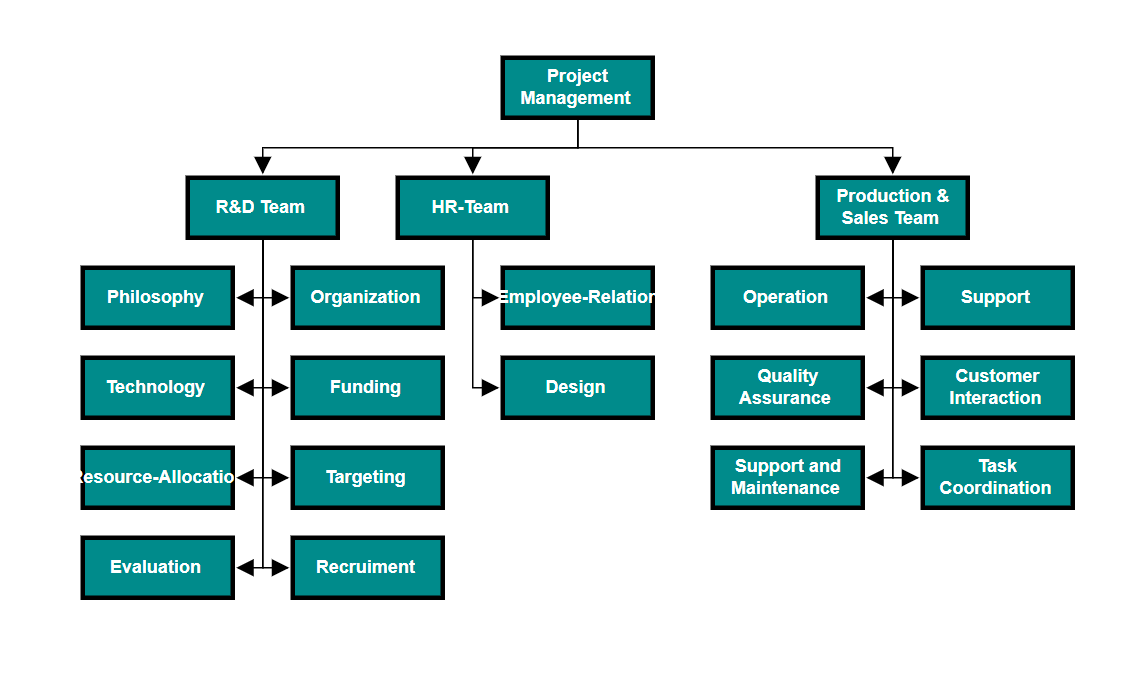 Project
Management
R&D Team
HR-Team
Production &
Sales Team
Philosophy
Organization
Employee-Relation
Operation
Support
Technology
Funding
Design
Quality
Assurance
Customer
Interaction
Resource-Allocation
Targeting
Support and
Maintenance
Task
Coordination
Evaluation
Recruiment